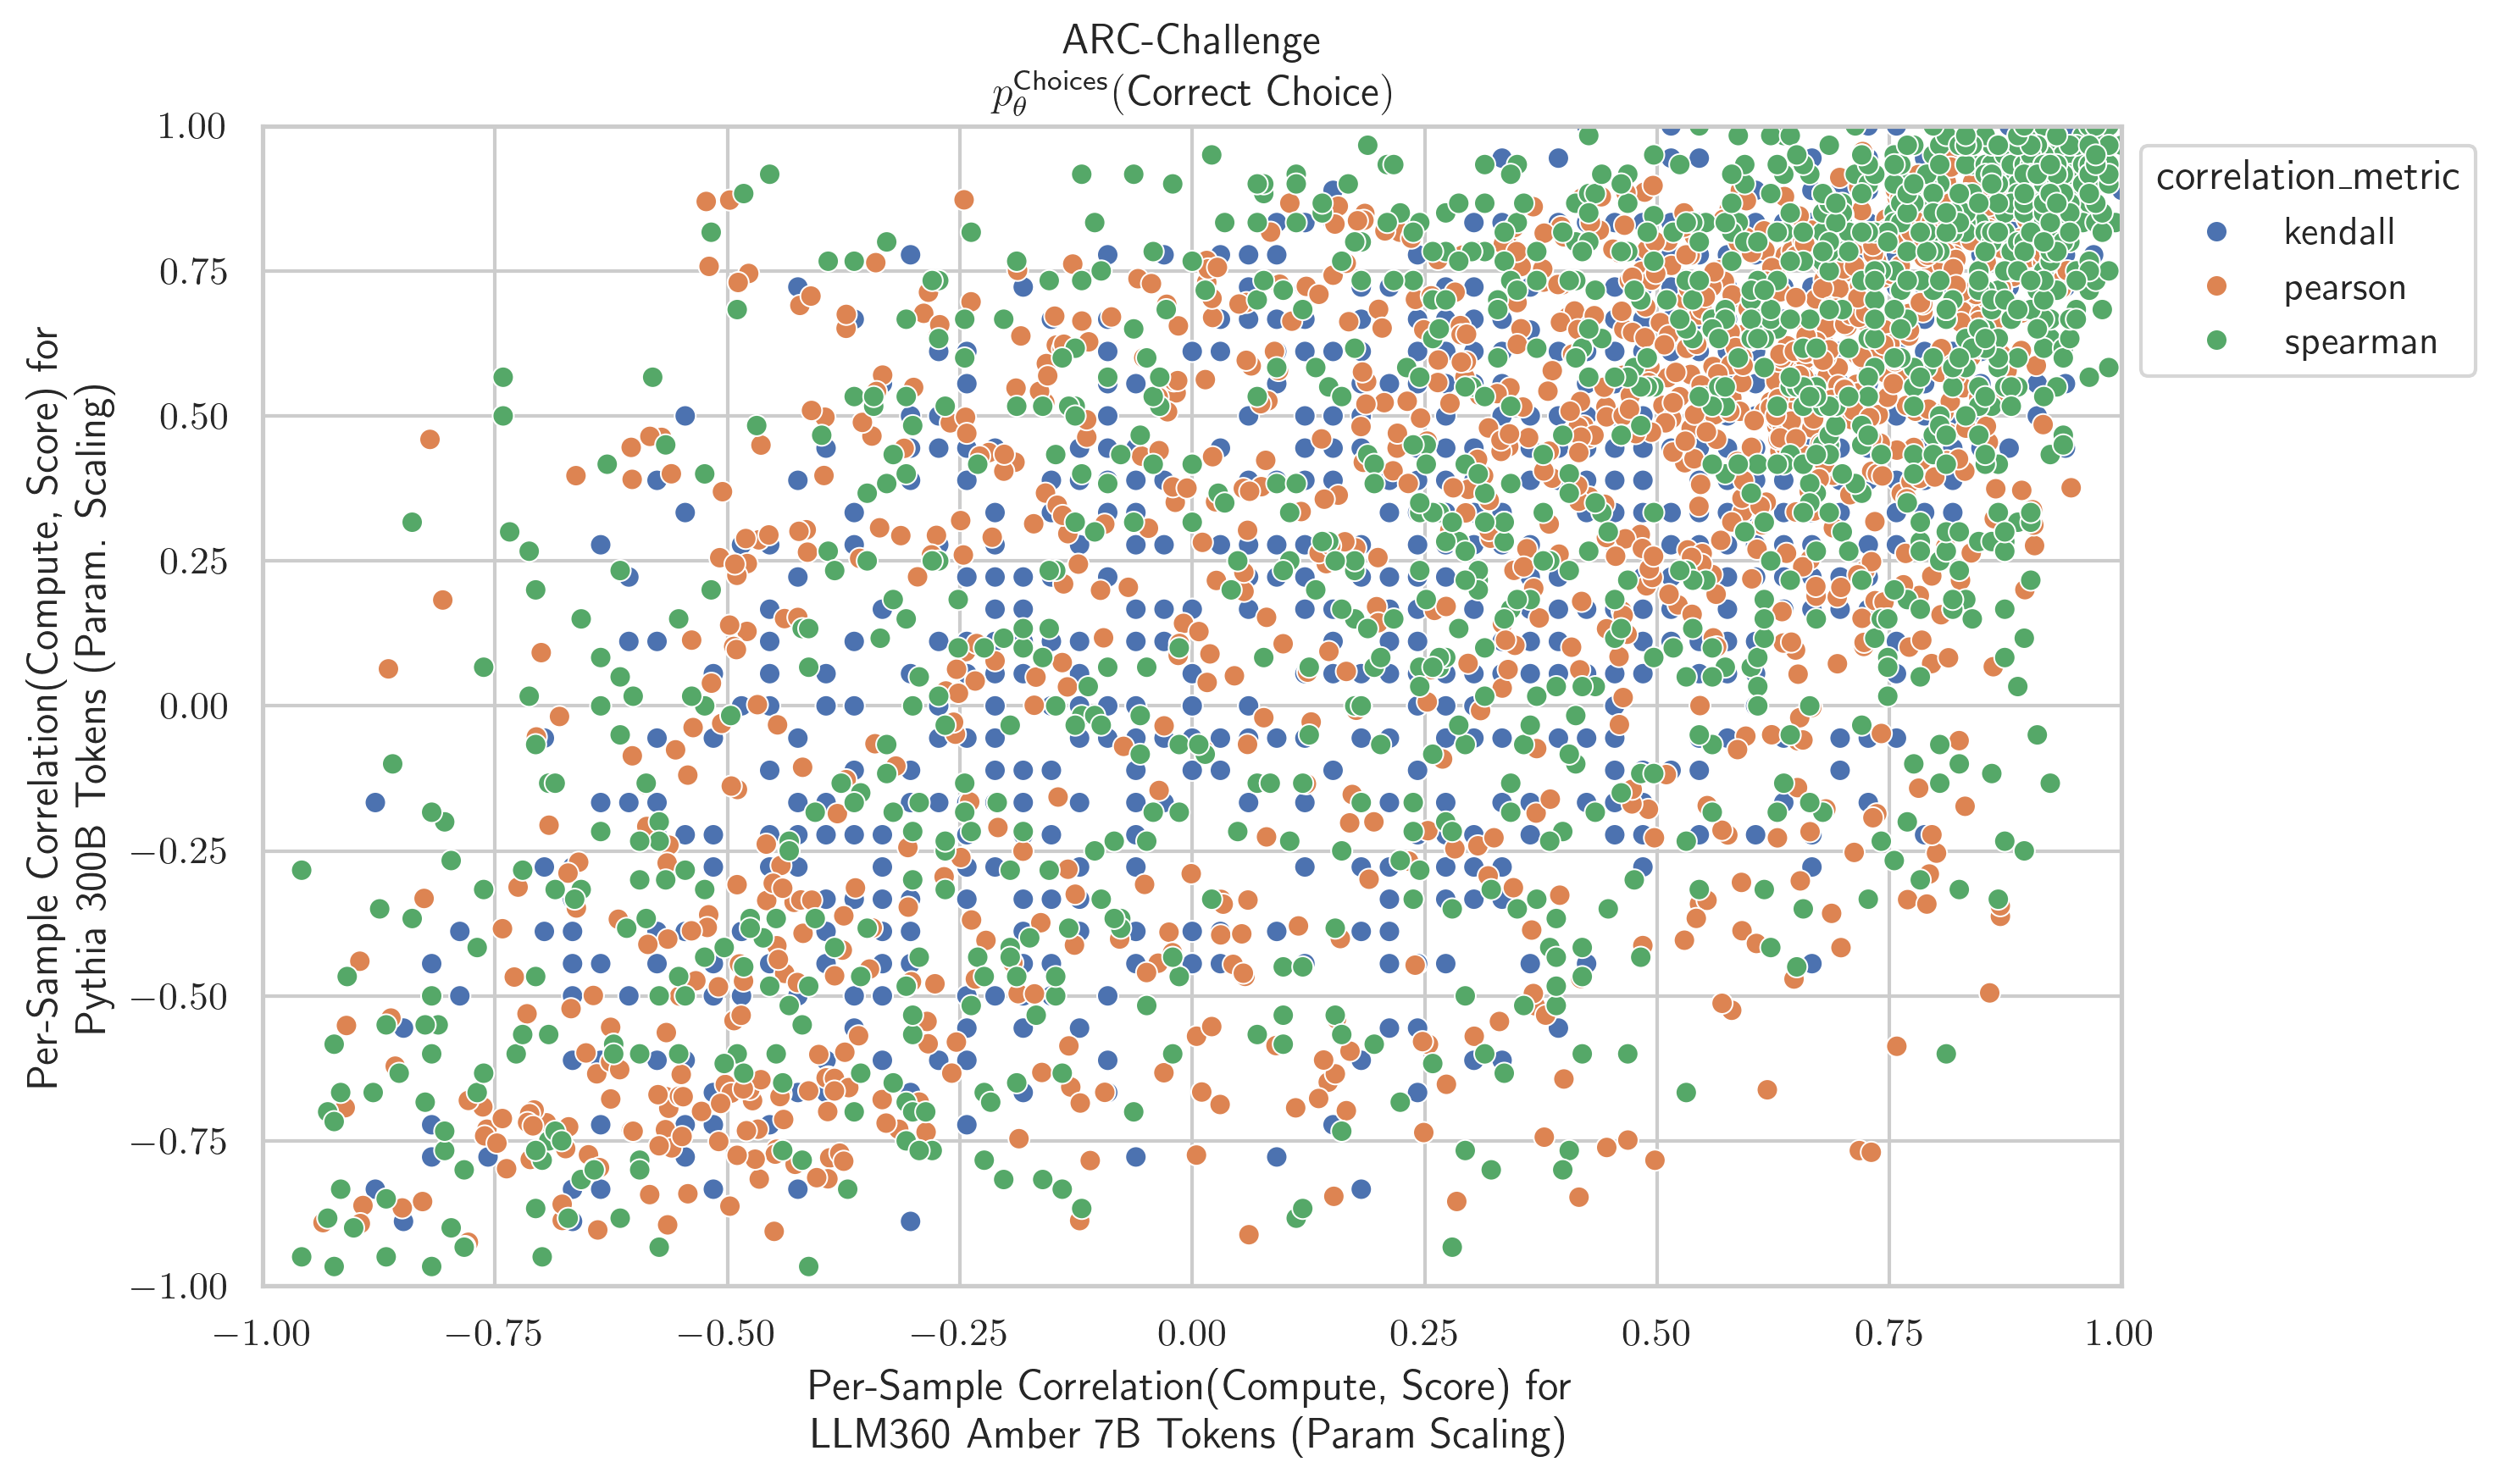 ARC-Challenge
p_θ^Choices(Correct Choice)
Per-Sample Correlation(Compute, Score) for
Pythia 300B Tokens (Param. Scaling)
1.00
0.75
0.50
0.25
0.00
−0.25
−0.50
−0.75
−1.00
correlation_metric
kendall
pearson
spearman
−1.00 −0.75 −0.50 −0.25 0.00 0.25 0.50 0.75 1.00
Per-Sample Correlation(Compute, Score) for
LLM360 Amber 7B Tokens (Param Scaling)